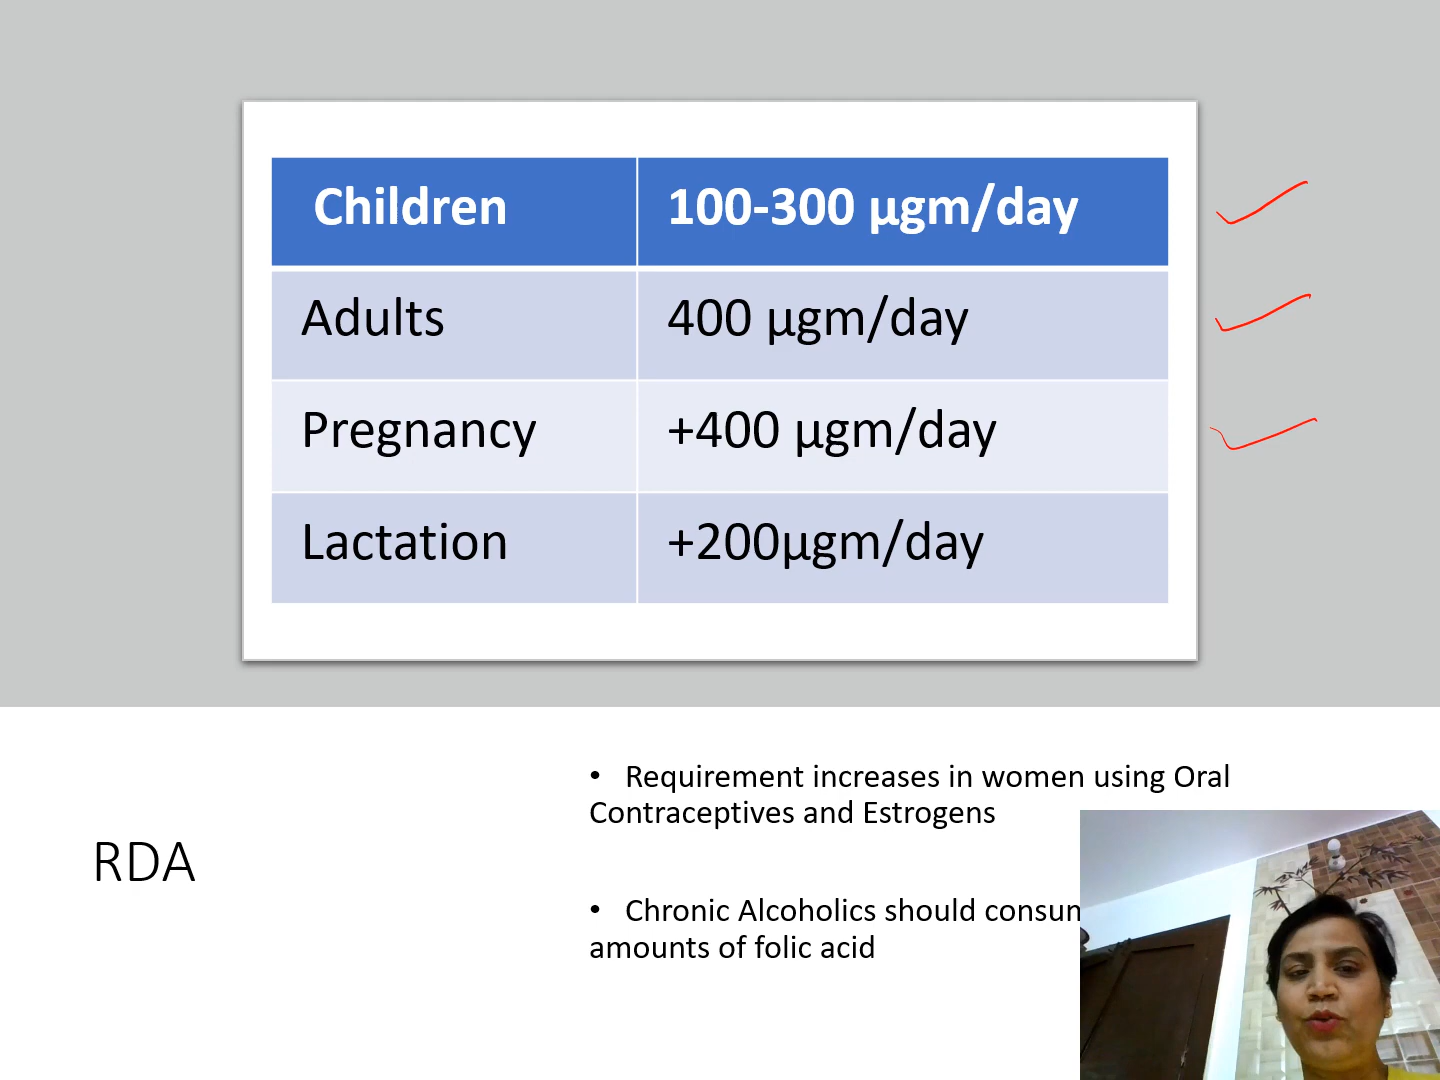 Children 100-300 µgm/day
Adults 400 µgm/day
Pregnancy +400 µgm/day
Lactation +200µgm/day
RDA
• Requirement increases in women using Oral
Contraceptives and Estrogens
• Chronic Alcoholics should
amounts of folic acid